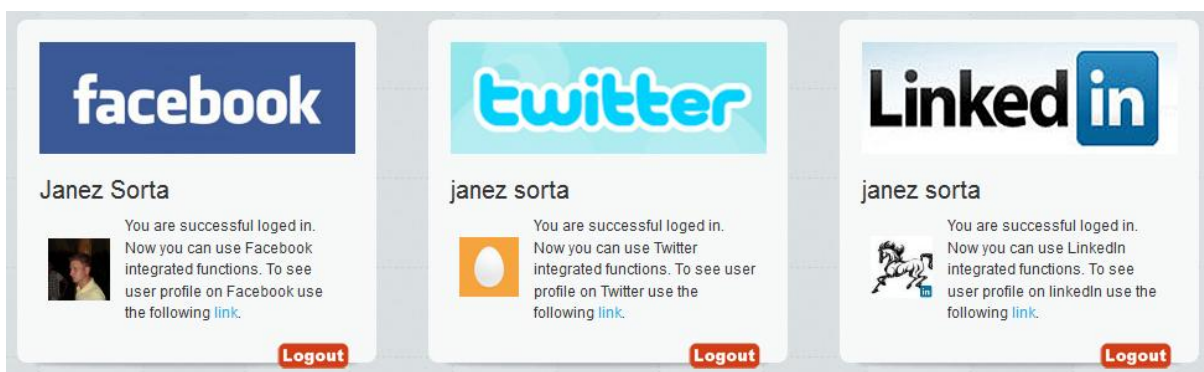 facebook
Janez Sorta
You are successful loged in.
Now you can use Facebook
integrated functions. To see
user profile on Facebook use
the following link.
Logout
twitter
janez sorta
You are successful loged in.
Now you can use Twitter
integrated functions. To see user
profile on Twitter use the
following link.
Logout
Linked in
janez sorta
You are successful loged in.
Now you can use LinkedIn
integrated functions. To see
user profile on linkedIn use the
following link.
in
Logout